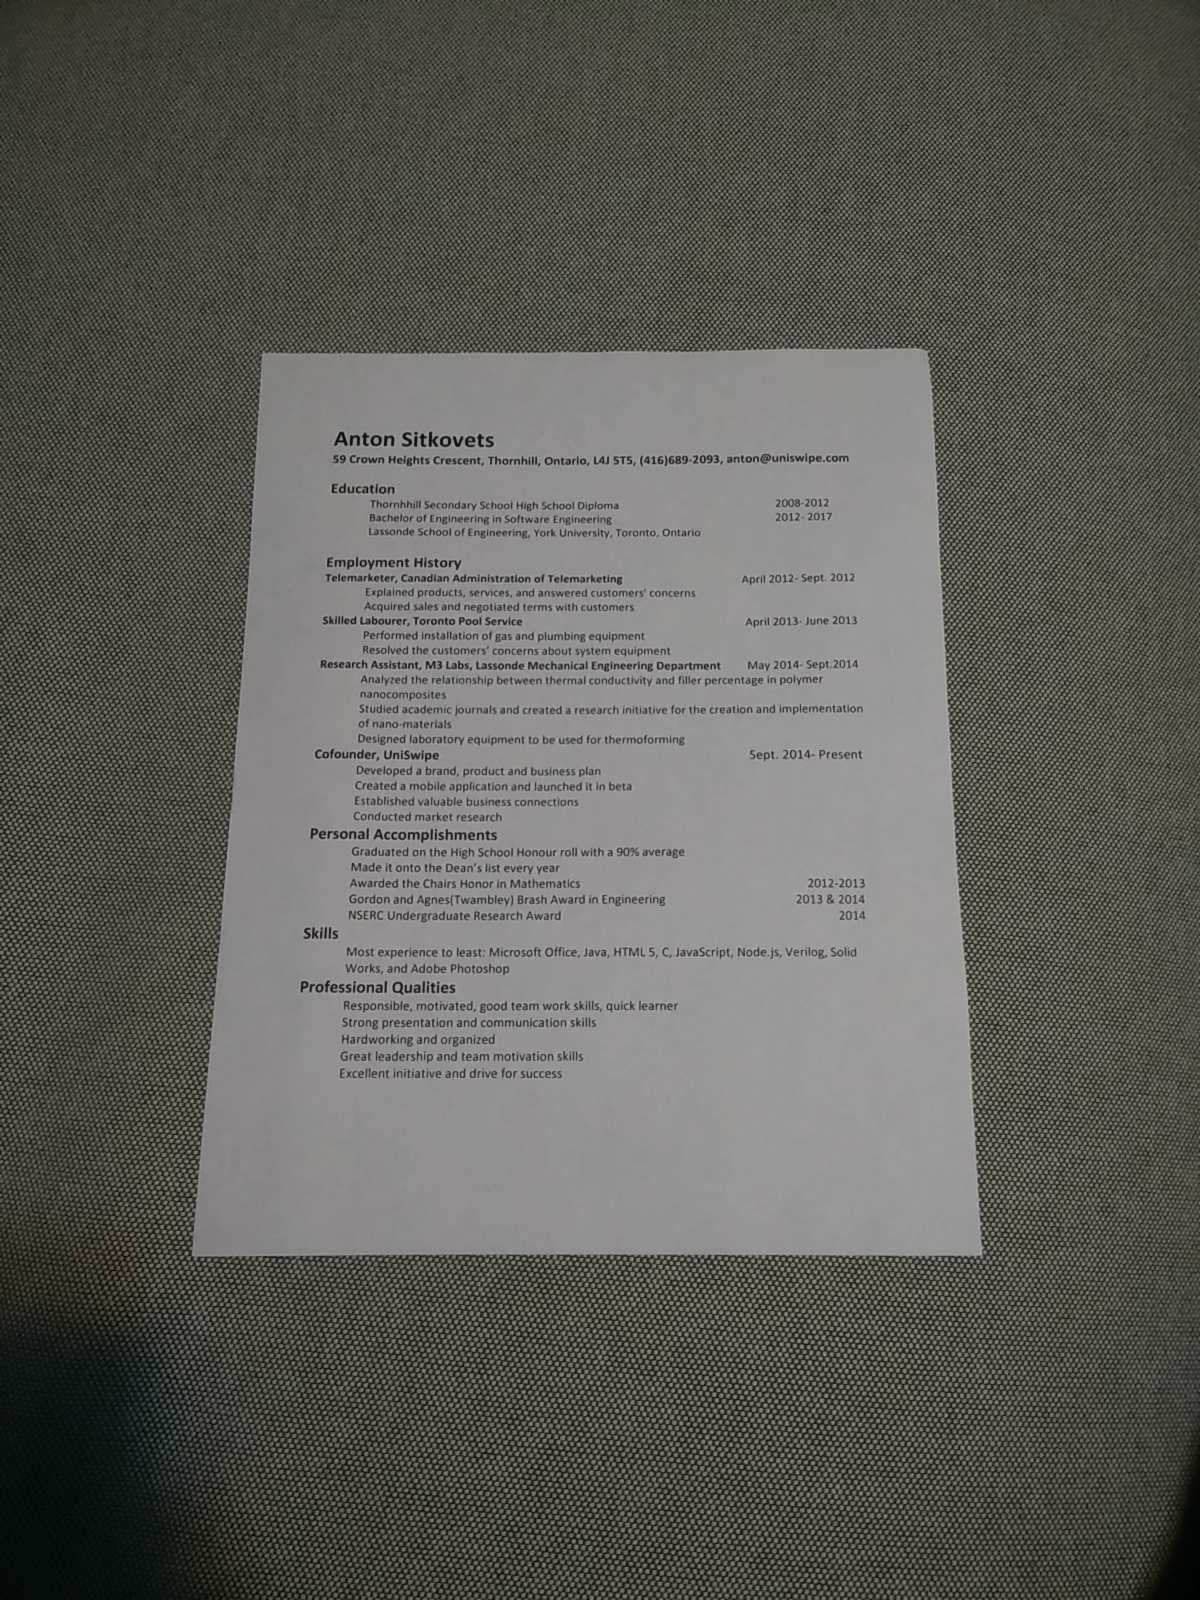 Anton Sitkovets
59 Crown Heights Crescent, Thornhill, Ontario, L4J 5T5, (416)689-2093, anton@uniswipe.com
Education
Thornhhill Secondary School High School Diploma 2008-2012
Bachelor of Engineering in Software Engineering 2012- 2017
Lassonde School of Engineering, York University, Toronto, Ontario
Employment History
Telemarketer, Canadian Administration of Telemarketing April 2012- Sept. 2012
Explained products, services, and answered customers' concerns
Acquired sales and negotiated terms with customers
Skilled Labourer, Toronto Pool Service April 2013- June 2013
Performed installation of gas and plumbing equipment
Resolved the customers' concerns about system equipment
Research Assistant, M3 Labs, Lassonde Mechanical Engineering Department May 2014- Sept.2014
Analyzed the relationship between thermal conductivity and filler percentage in polymer
nanocomposites
Studied academic journals and created a research initiative for the creation and implementation
of nano-materials
Designed laboratory equipment to be used for thermoforming
Cofounder, UniSwipe Sept. 2014- Present
Developed a brand, product and business plan
Created a mobile application and launched it in beta
Established valuable business connections
Conducted market research
Personal Accomplishments
Graduated on the High School Honour roll with a 90% average
Made it onto the Dean's list every year
Awarded the Chairs Honor in Mathematics 2012-2013
Gordon and Agnes(Twambley) Brash Award in Engineering 2013 & 2014
NSERC Undergraduate Research Award 2014
Skills
Most experience to least: Microsoft Office, Java, HTML 5, C, JavaScript, Node.js, Verilog, Solid
Works, and Adobe Photoshop
Professional Qualities
Responsible, motivated, good team work skills, quick learner
Strong presentation and communication skills
Hardworking and organized
Great leadership and team motivation skills
Excellent initiative and drive for success